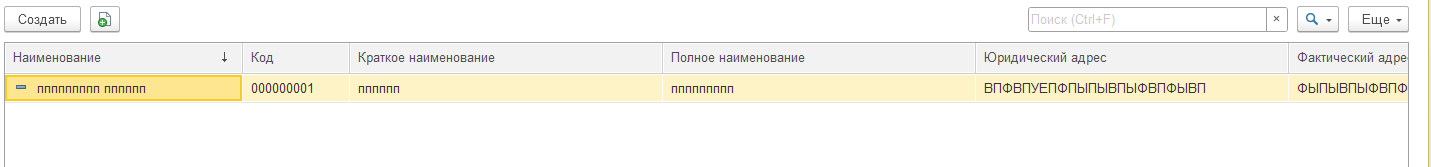 Создать Поиск (Ctrl+F) × Еще
Наименование ↓ Код Краткое наименование Полное наименование Юридический адрес Фактический адре
ппппппппп пппппп 000000001 пппппп ппппппппп ВПФВПУЕПФПЫПЫВПЫФВПФЫВП ФЫПЫВПЫФВПФ